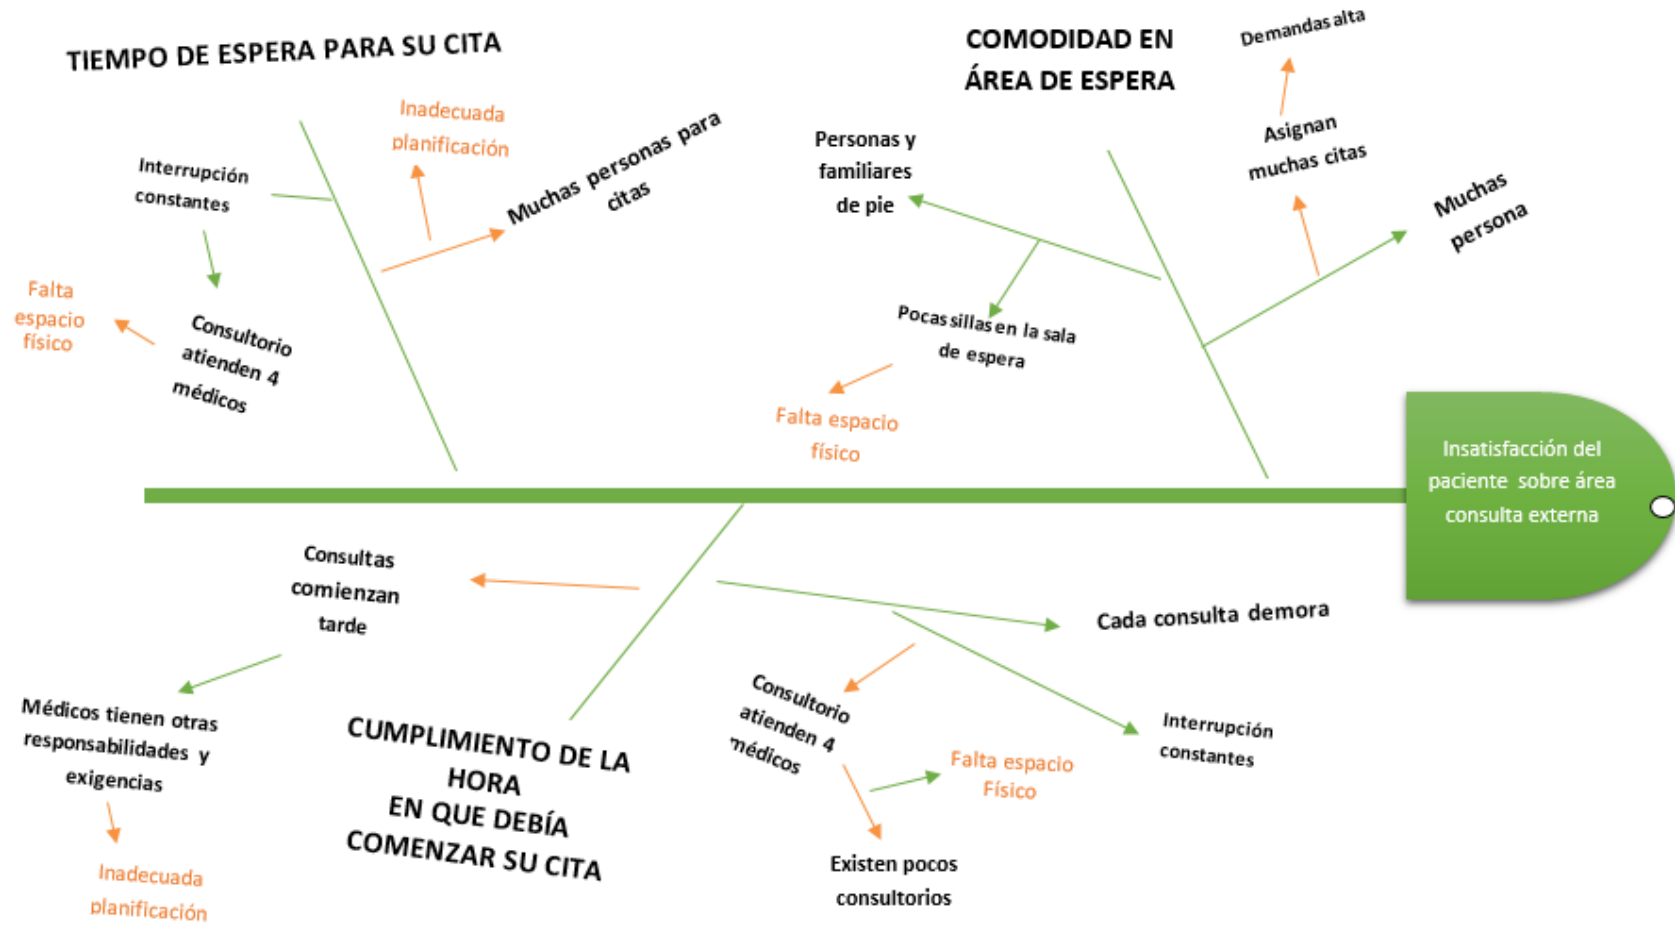 TIEMPO DE ESPERA PARA SU CITA
Interrupción
constantes
Consultorio
atienden 4
médicos
Falta
espacio
físico
Inadecuada
planificación
Muchas personas para
citas
COMODIDAD EN
ÁREA DE ESPERA
Personas y
familiares
de pie
Pocas sillas en la sala
de espera
Falta espacio
físico
Demandas alta
Asignan
muchas citas
Muchas
persona
Insatisfacción del
paciente sobre área
consulta externa
Consultas
comienzan
tarde
Médicos tienen otras
responsabilidades y
exigencias
Inadecuada
planificación
CUMPLIMIENTO DE LA
HORA
EN QUE DEBÍA
COMENZAR SU CITA
Cada consulta demora
Interrupción
constantes
Consultorio
atienden 4
médicos
Falta espacio
Físico
Existen pocos
consultorios